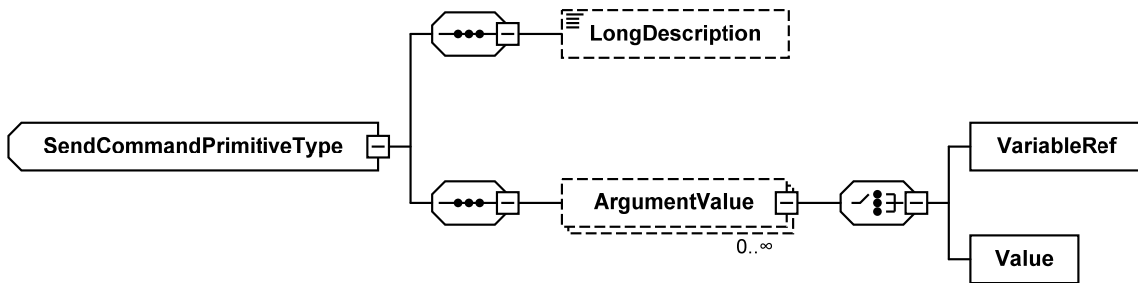 LongDescription
SendCommandPrimitiveType
VariableRef
ArgumentValue
0..∞
Value